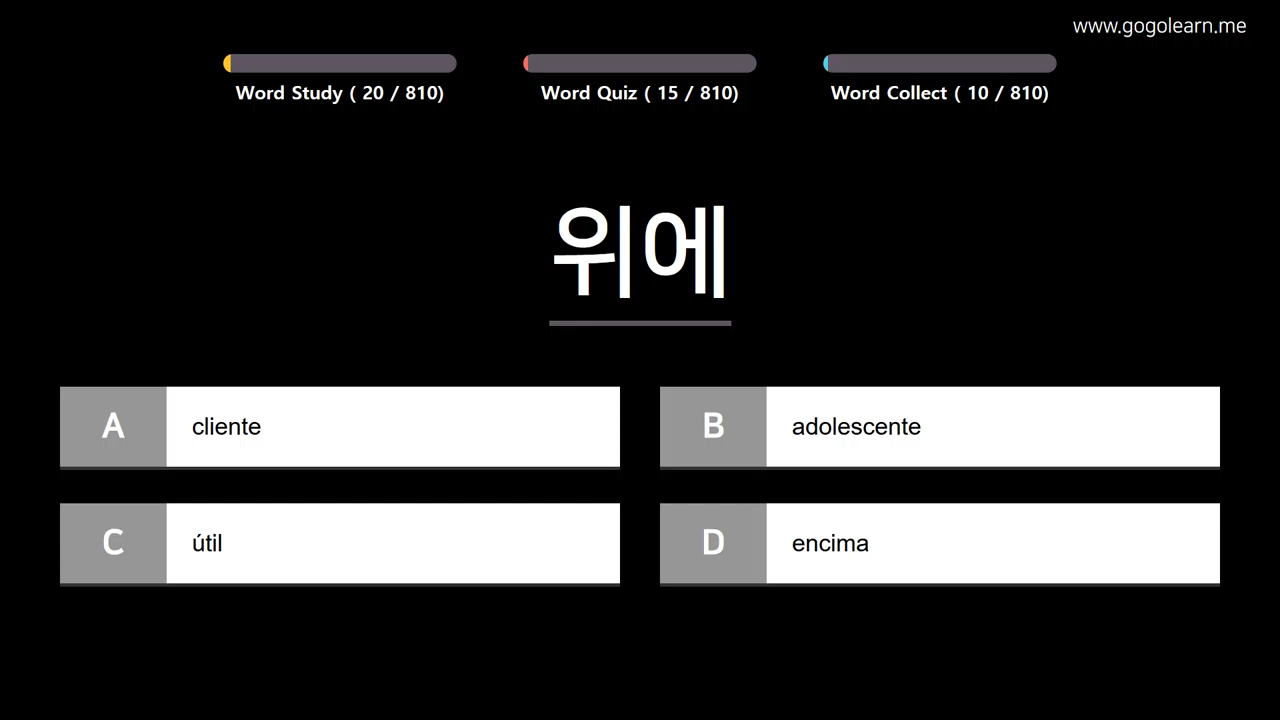 www.gogolearn.me
Word Study ( 20 / 810)
Word Quiz ( 15 / 810)
Word Collect ( 10 / 810)
위에
A cliente
B adolescente
C útil
D encima